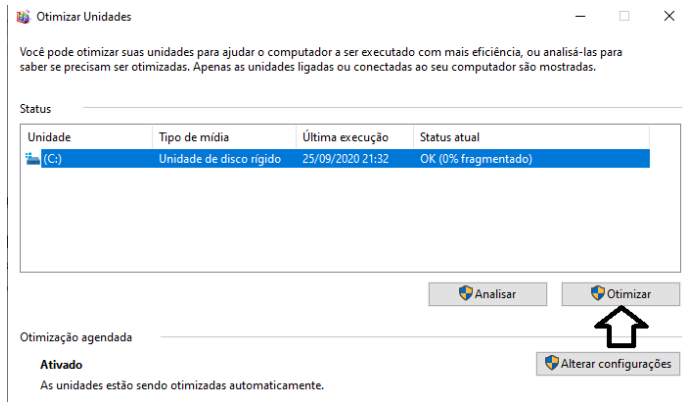 Otimizar Unidades
Você pode otimizar suas unidades para ajudar o computador a ser executado com mais eficiência, ou analisá-las para
saber se precisam ser otimizadas. Apenas as unidades ligadas ou conectadas ao seu computador são mostradas.
Status
Unidade Tipo de mídia Última execução Status atual
(C:) Unidade de disco rígido 25/09/2020 21:32 OK (0% fragmentado)
Analisar Otimizar
Otimização agendada
Ativado Alterar configurações
As unidades estão sendo otimizadas automaticamente.